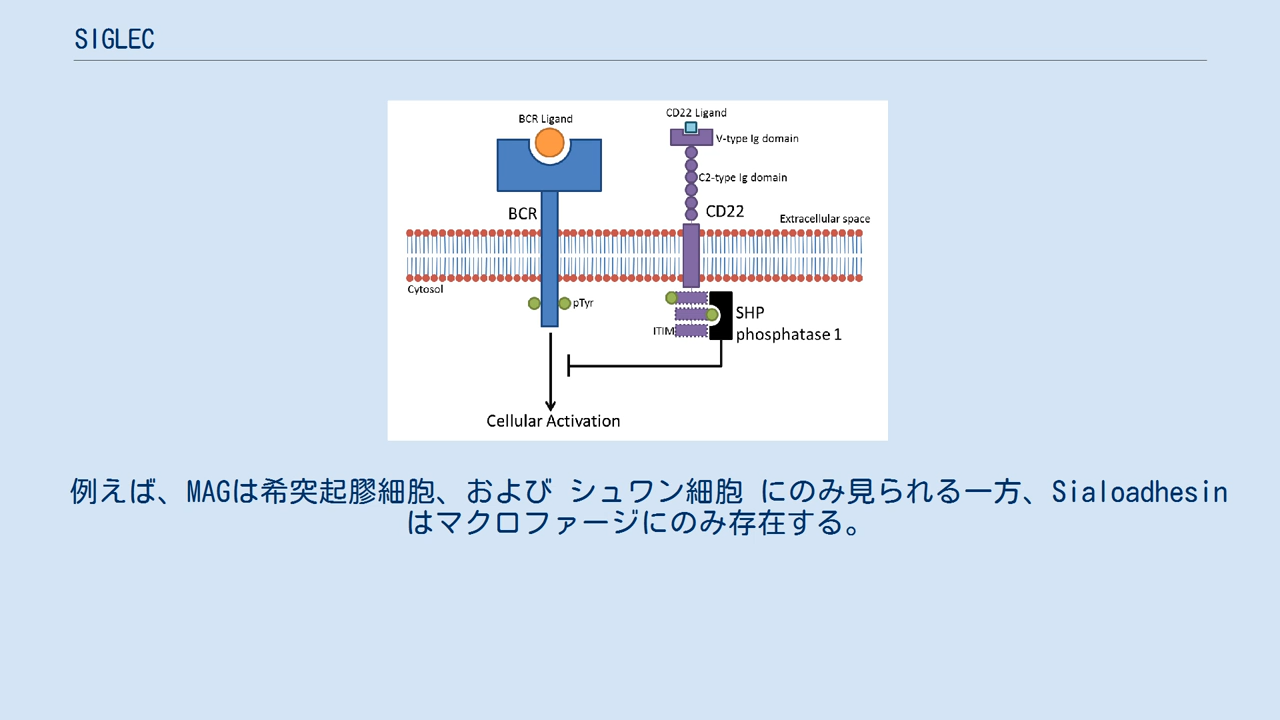 SIGLEC
BCR Ligand
CD22 Ligand
V-type Ig domain
C2-type Ig domain
BCR
CD22
Extracellular space
Cytosol
pTyr
ITIM
SHP
phosphatase 1
Cellular Activation
例えば、MAGは希突起膠細胞、および シュワン細胞 にのみ見られる一方、Sialoadhesin
はマクロファージにのみ存在する。